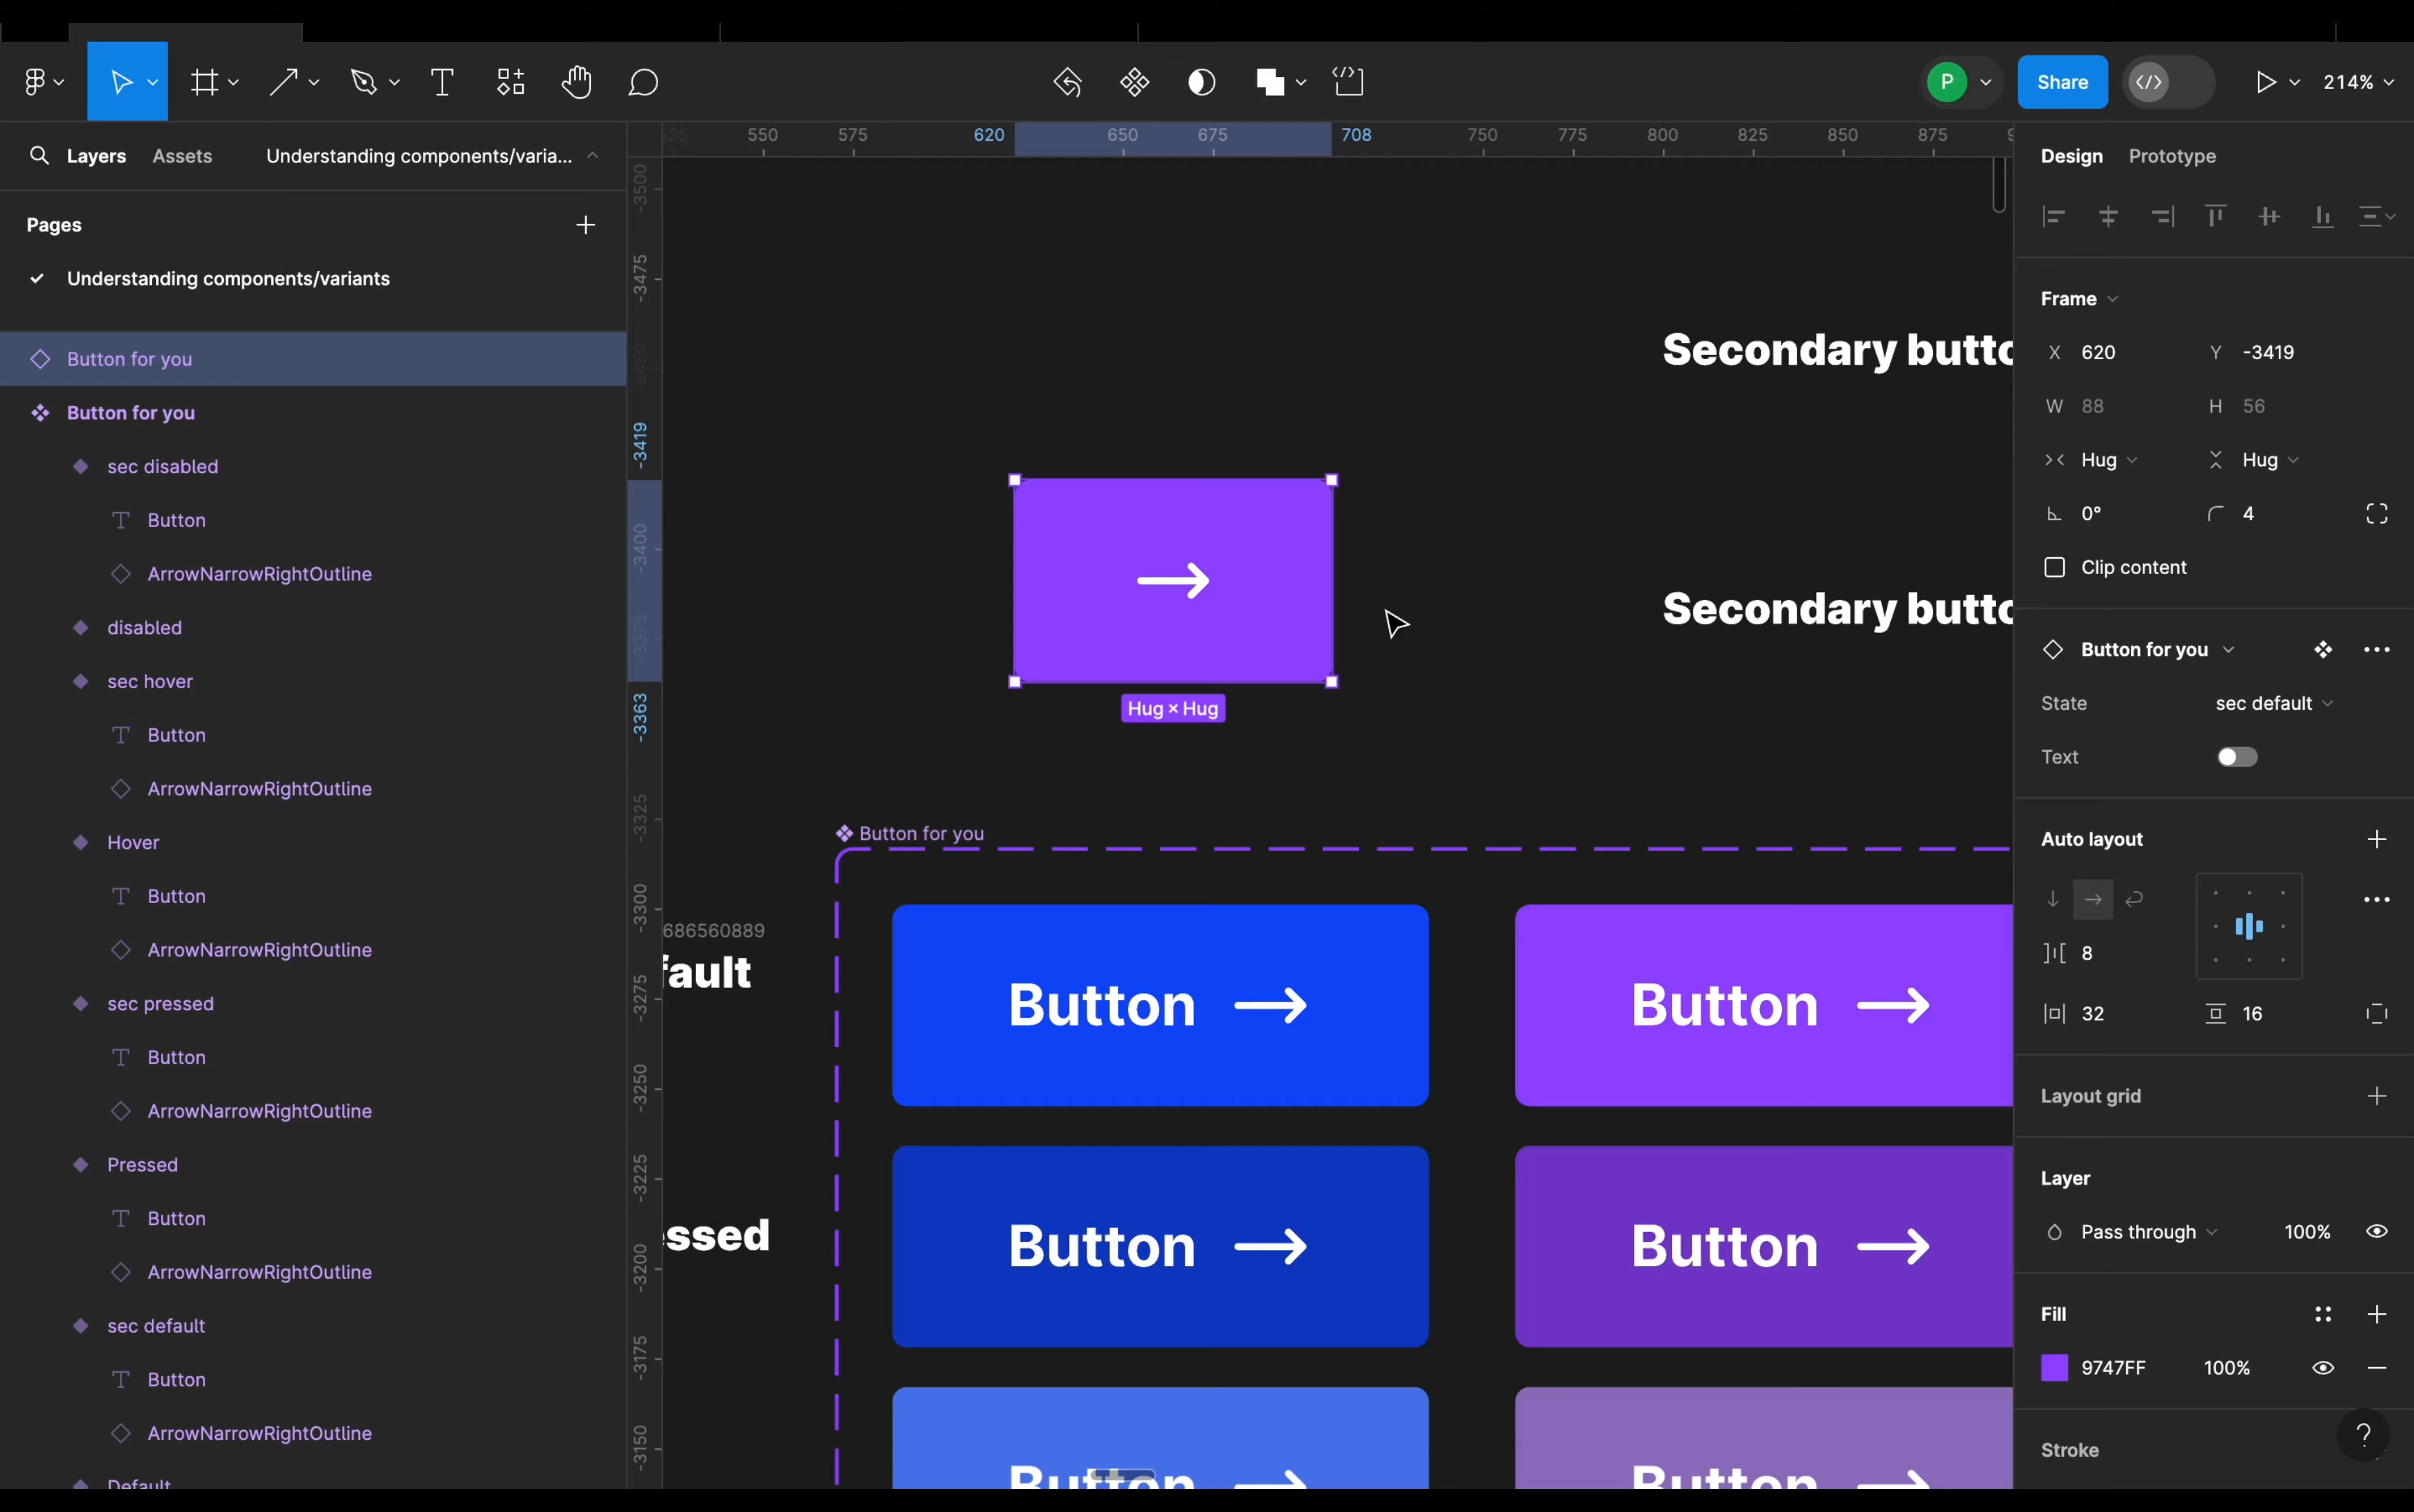 P
Share
214%
Layers
Assets
Understanding components/varia...
Pages
Understanding components/variants
Button for you
Button for you
sec disabled
Button
ArrowNarrowRightOutline
disabled
sec hover
Button
ArrowNarrowRightOutline
Hover
Button
ArrowNarrowRightOutline
sec pressed
Button
ArrowNarrowRightOutline
Pressed
Button
ArrowNarrowRightOutline
sec default
Button
ArrowNarrowRightOutline
Default
550 575 620 650 675 708 750 775 800 825 850 875
-3500
-3475
-3450
-3419
-3400
-3375
-3363
-3325
-3300
-3275
-3250
-3225
-3200
-3175
-3150
Secondary butto
Secondary butto
Hug × Hug
Button for you
686560889
fault
essed
Button
Button
Button
Button
Button
Button
Design
Prototype
Frame
X 620 Y -3419
W 88 H 56
Hug Hug
0° 4
Clip content
Button for you
State sec default
Text
Auto layout
8
32 16
Layout grid
Layer
Pass through 100%
Fill
9747FF 100%
Stroke
?